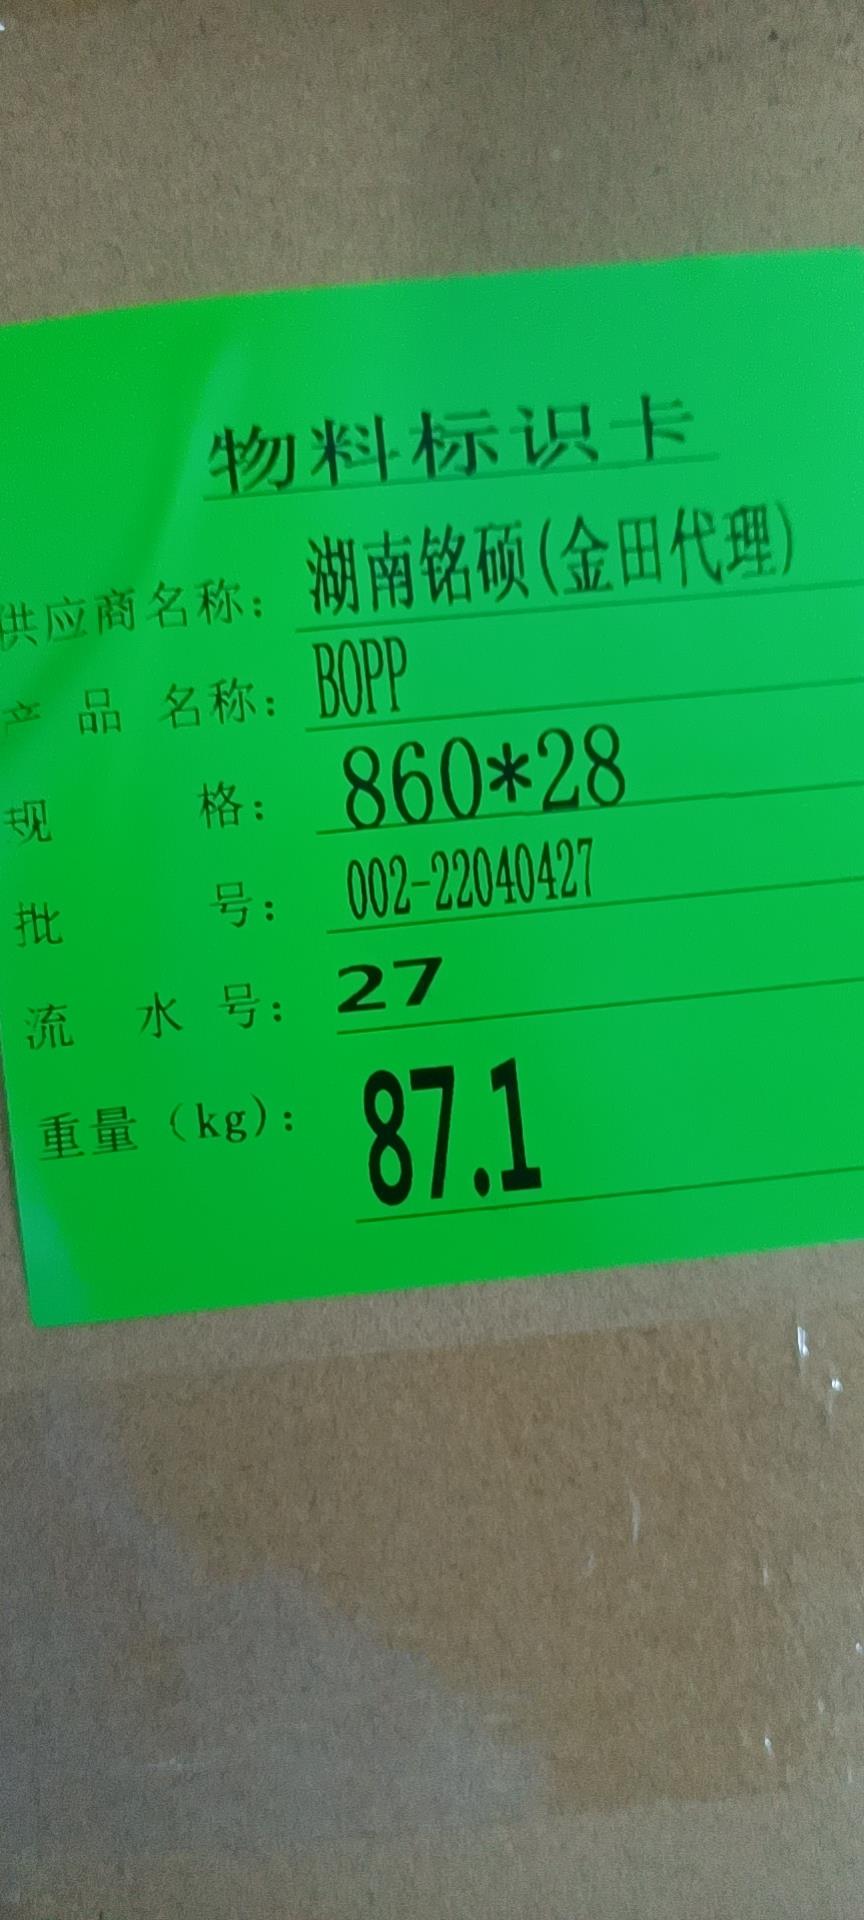 物料标识卡
供应商名称：湖南铭硕(金田代理)
产 品 名称：BOPP
规 格：860*28
批 号：002-22040427
流 水 号：27
重量（kg)：87.1